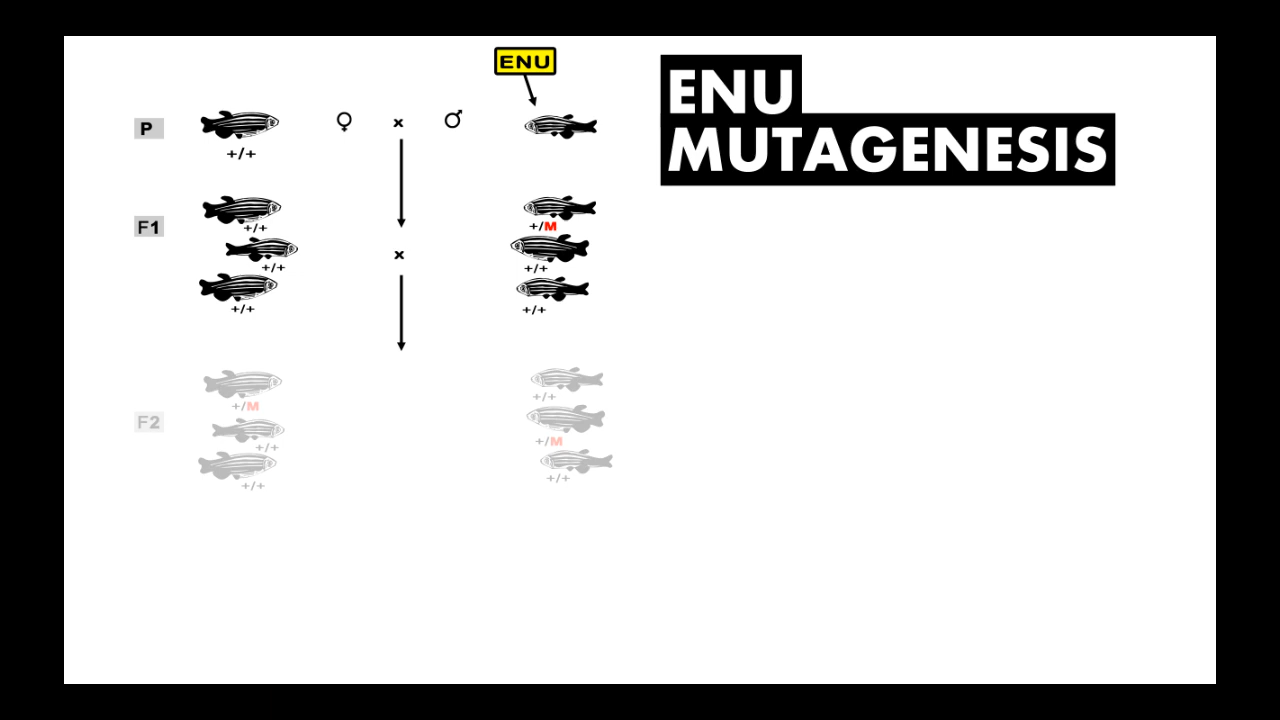 ENU
ENU
MUTAGENESIS
P
♀ x ♂
+/+
F1
+/+
+/M
+/+
x
+/+
+/+
+/+
F2
+/M
+/+
+/+
+/M
+/+
+/+